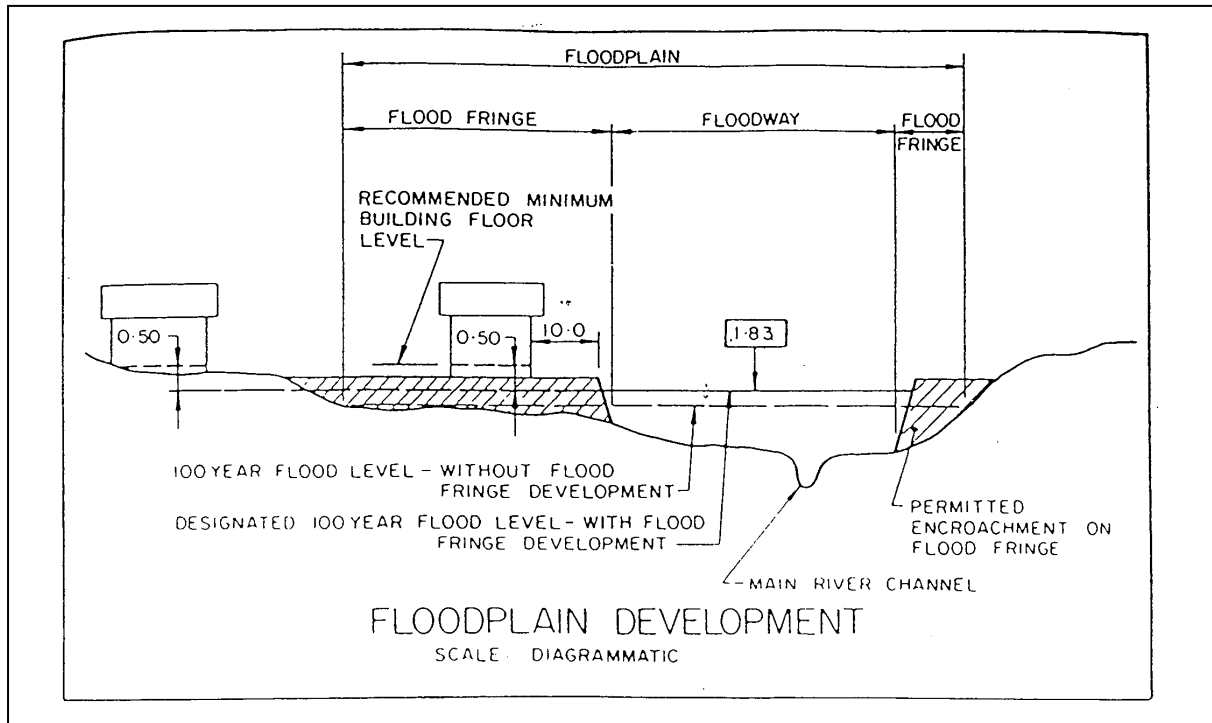 FLOODPLAIN
FLOOD FRINGE
FLOODWAY
FLOOD
FRINGE
RECOMMENDED MINIMUM
BUILDING FLOOR
LEVEL
0·50
0·50
10·0
1·83
100 YEAR FLOOD LEVEL - WITHOUT FLOOD
FRINGE DEVELOPMENT
DESIGNATED 100 YEAR FLOOD LEVEL - WITH FLOOD
FRINGE DEVELOPMENT
PERMITTED
ENCROACHMENT ON
FLOOD FRINGE
MAIN RIVER CHANNEL
FLOODPLAIN DEVELOPMENT
SCALE DIAGRAMMATIC